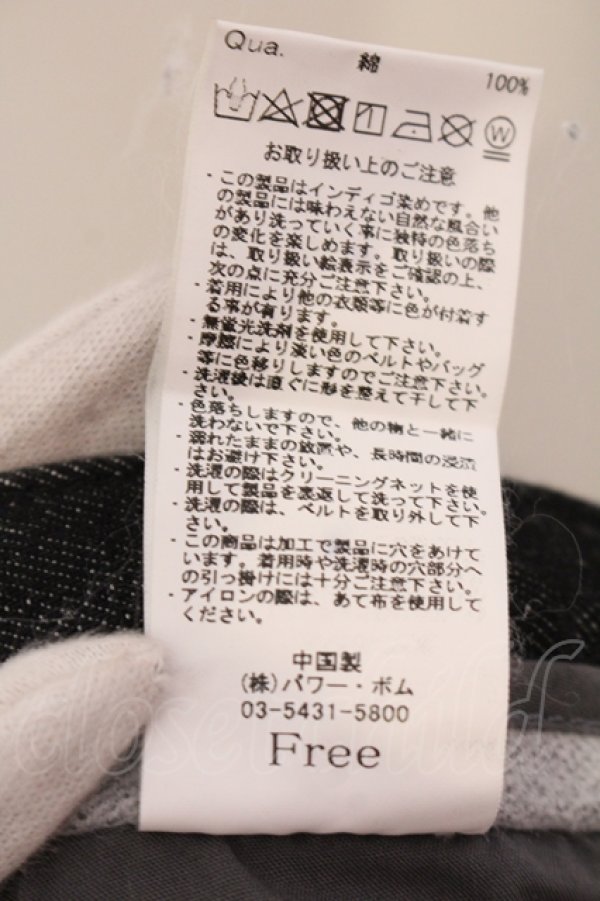 Qua. 綿 100%
W
お取り扱い上のご注意
・この製品はインディゴ染めです。他
の製品には味わえない自然な風合い
があり洗っていく事に独特の色落ち
の変化を楽しめます。取り扱いの際
は、取り扱い絵表示をご確認の上、
次の点に充分ご注意下さい。
・着用により他の衣類等に色が付着す
る事が有ります。
・無蛍光洗剤を使用して下さい。
・摩擦により淡い色のベルトやバッグ
等に色移りしますのでご注意下さい。
・洗濯後は直ぐに形を整えて干して下
さい。
・色落ちしますので、他の物と一緒に
洗わないで下さい。
・濡れたままの放置や、長時間の浸漬
はお避け下さい。
・洗濯の際はクリーニングネットを使
用して製品を裏返して洗って下さい。
・洗濯の際は、ベルトを取り外して下
さい。
・この商品は加工で製品に穴をあけて
います。着用時や洗濯時の穴部分へ
の引っ掛けには十分ご注意下さい。
・アイロンの際は、あて布を使用して
ください。
中国製
(株)パワー・ボム
03-5431-5800
Free
closet child